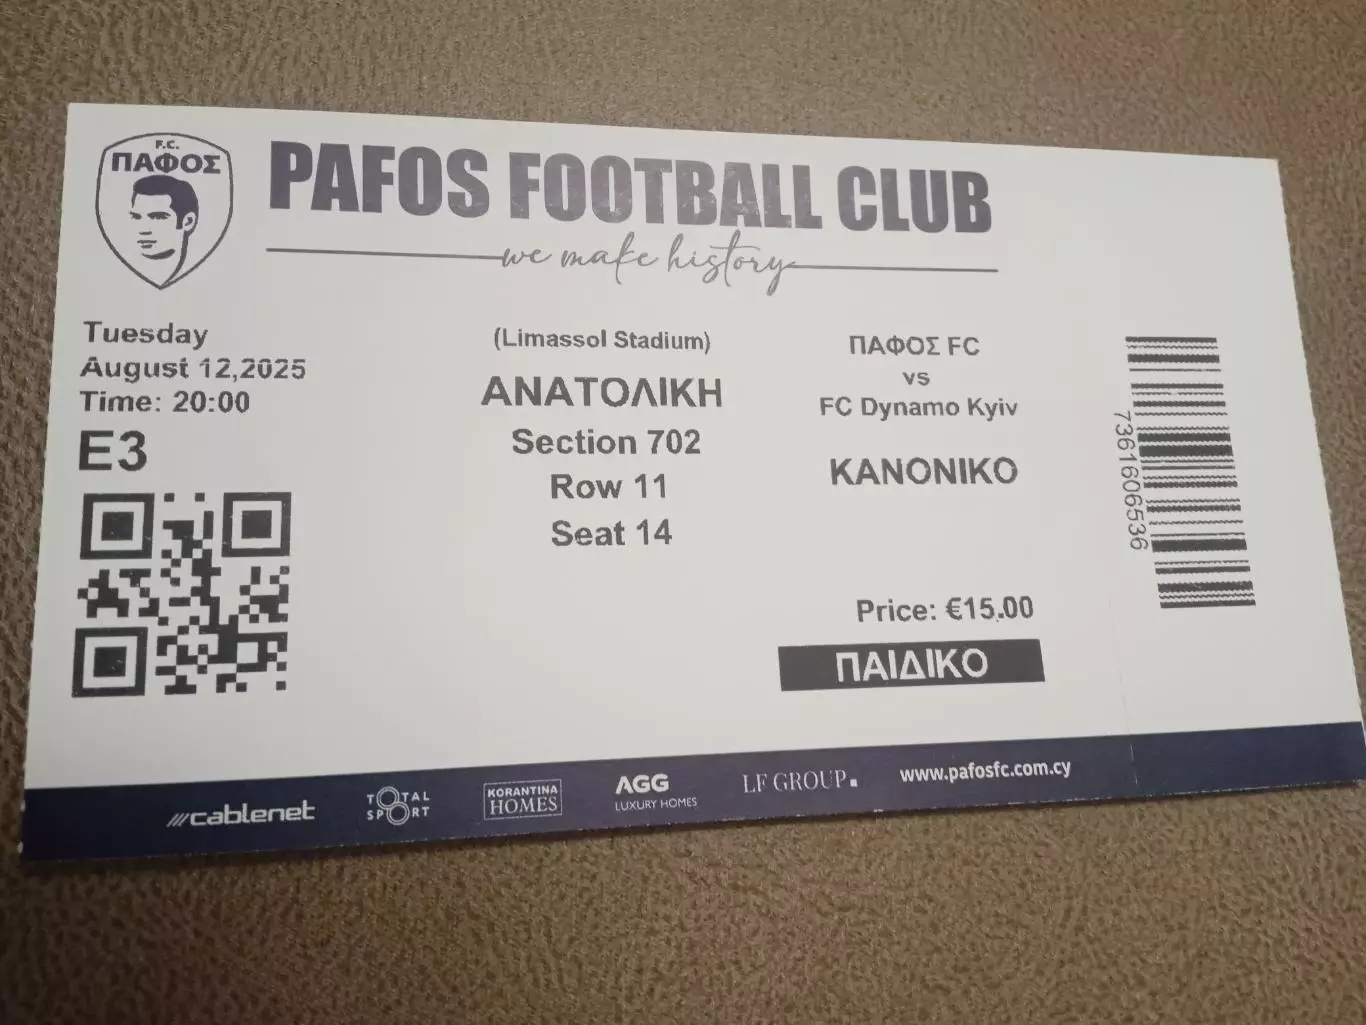 F.C.
ΠΑΦΟΣ
PAFOS FOOTBALL CLUB
we make history
Tuesday
August 12,2025
Time: 20:00
E3
(Limassol Stadium)
ΑΝΑΤΟΛΙΚΗ
Section 702
Row 11
Seat 14
ΠΑΦΟΣ FC
vs
FC Dynamo Kyiv
ΚΑΝΟΝΙΚΟ
Price: €15.00
ΠΑΙΔΙΚΟ
7361606536
///cablenet
TOTAL
SPORT
KORANTINA
HOMES
AGG
LUXURY HOMES
LF GROUP.
www.pafosfc.com.cy